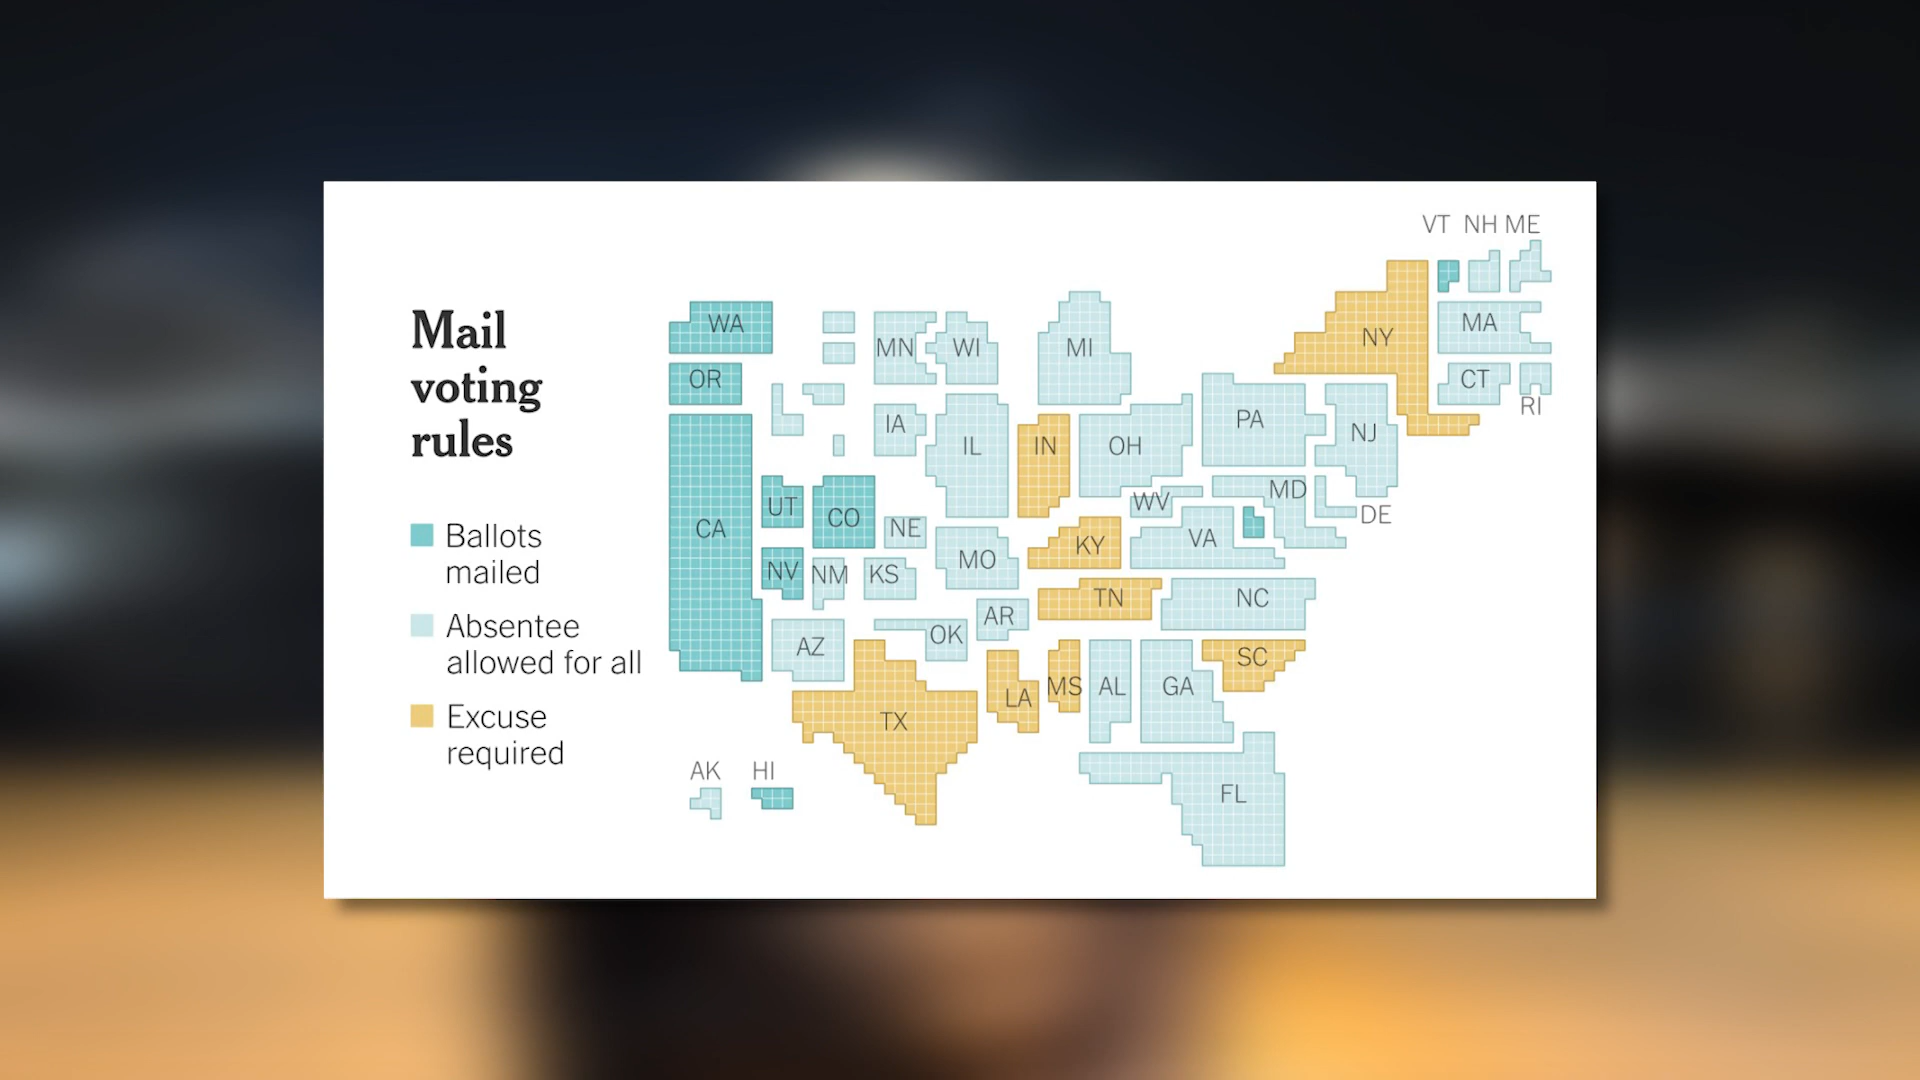 Mail
voting
rules
Ballots
mailed
Absentee
allowed for all
Excuse
required
VT NH ME
WA
MN
WI
MI
NY
MA
OR
CT
RI
IA
IL
IN
OH
PA
NJ
CA
UT
CO
NE
WV
MD
DE
VA
NV
NM
KS
MO
KY
TN
NC
AZ
OK
AR
SC
TX
LA
MS
AL
GA
AK
HI
FL